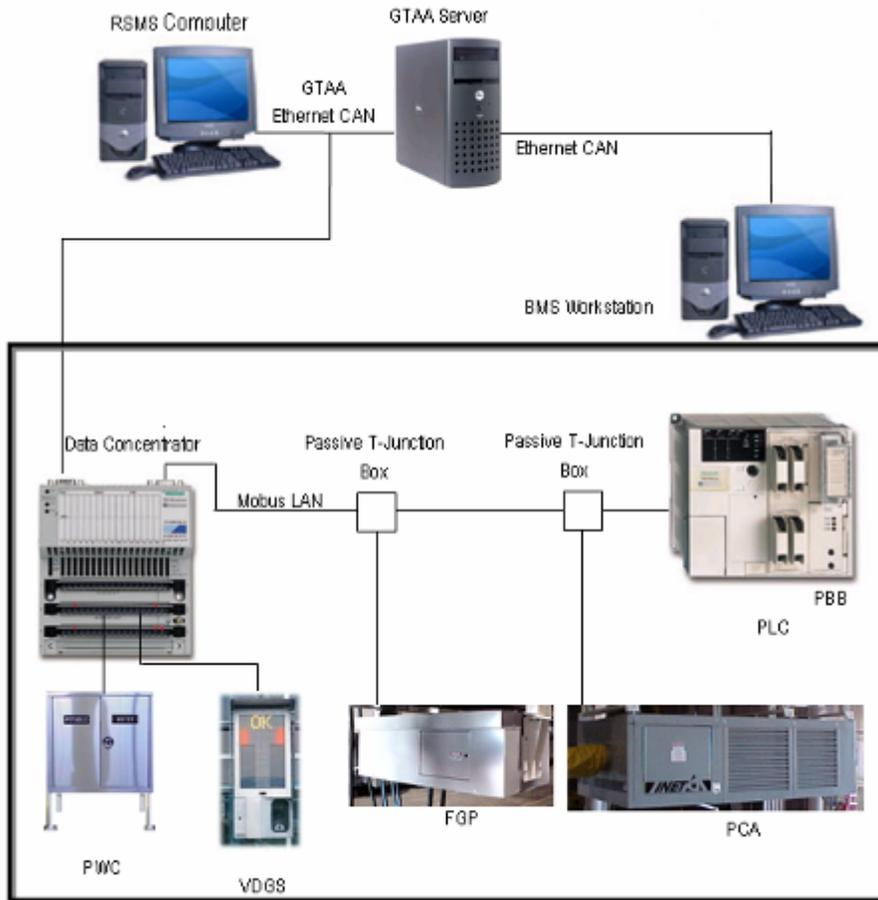 RSMS Computer
GTAA Server
GTAA
Ethernet CAN
Ethernet CAN
BMS Workstation
Data Concentrator
Passive T-Junction
Box
Passive T-Junction
Box
Mobus LAN
PBB
PLC
OK
INET
FGP
PCA
PWC
VDGS